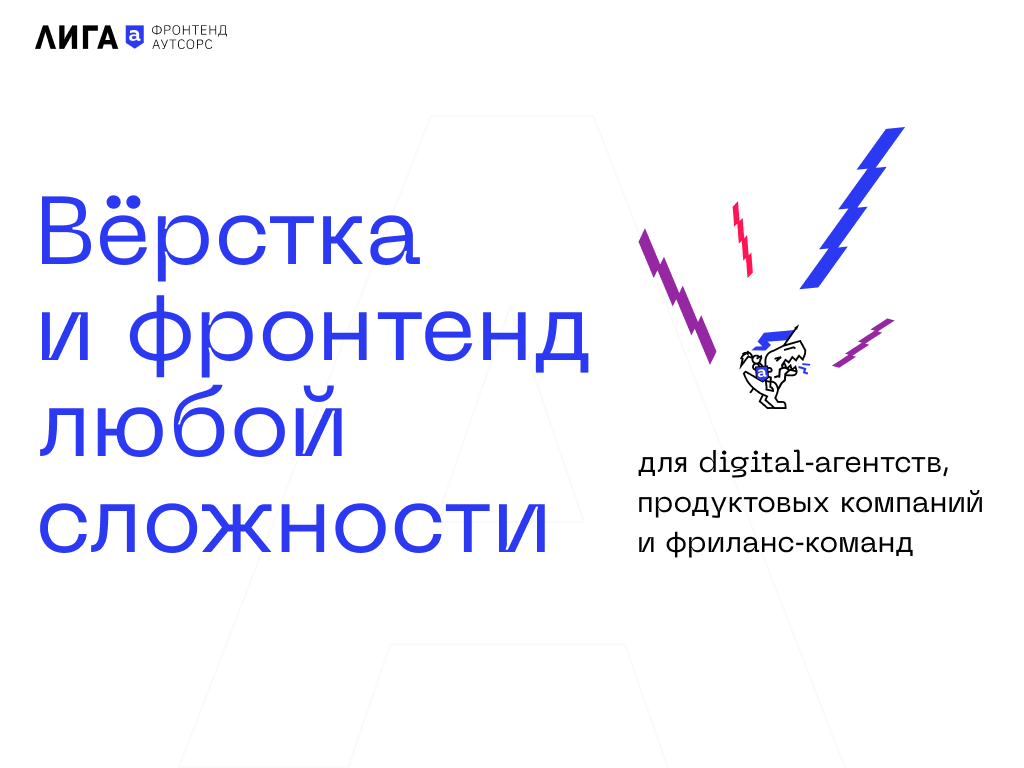 ЛИГА a ФРОНТЕНД
АУТСОРС
Вёрстка
и фронтенд
любой
сложности
a
для digital-агентств,
продуктовых компаний
и фриланс-команд